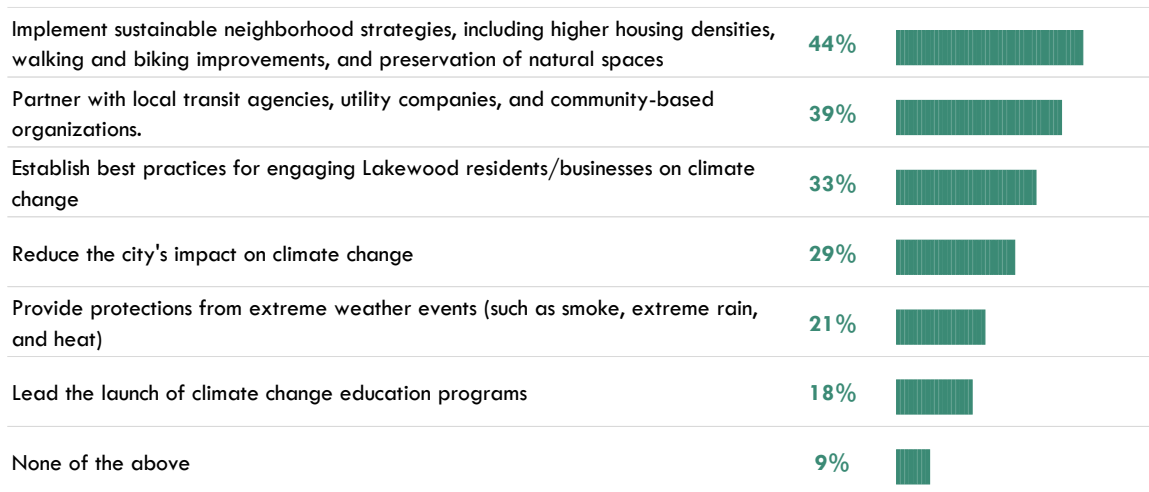 Implement sustainable neighborhood strategies, including higher housing densities,
walking and biking improvements, and preservation of natural spaces
44%
Partner with local transit agencies, utility companies, and community-based
organizations.
39%
Establish best practices for engaging Lakewood residents/businesses on climate
change
33%
Reduce the city's impact on climate change
29%
Provide protections from extreme weather events (such as smoke, extreme rain,
and heat)
21%
Lead the launch of climate change education programs
18%
None of the above
9%